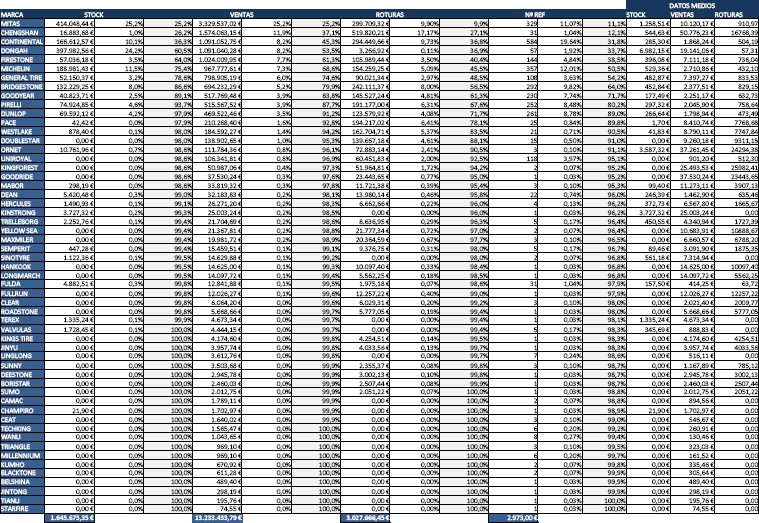 DATOS MEDIOS
MARCA STOCK VENTAS ROTURAS Nº REF STOCK VENTAS ROTURAS
MITAS 414.048,44 € 25,2% 25,2% 3.329.537,02 € 25,2% 25,2% 299.709,32 € 9,90% 9,9% 329 11,07% 11,1% 1.258,51 € 10.120,17 € 910,97
CHENGSHAN 16.883,68 € 1,0% 26,2% 1.574.063,15 € 11,9% 37,1% 519.820,21 € 17,17% 27,1% 31 1,04% 12,1% 544,63 € 50.776,23 € 16768,39
CONTINENTAL 166.612,57 € 10,1% 36,3% 1.091.052,75 € 8,2% 45,3% 294.449,66 € 9,73% 36,8% 584 19,64% 31,8% 285,30 € 1.868,24 € 504,19
DONGAH 397.982,56 € 24,2% 60,5% 1.091.040,28 € 8,2% 53,5% 3.266,92 € 0,11% 36,9% 57 1,92% 33,7% 6.982,15 € 19.141,06 € 57,31
FIRESTONE 57.036,18 € 3,5% 64,0% 1.024.099,95 € 7,7% 61,3% 105.989,44 € 3,50% 40,4% 144 4,84% 38,5% 396,08 € 7.111,18 € 736,04
MICHELIN 188.981,43 € 11,5% 75,4% 967.777,61 € 7,3% 68,6% 154.259,25 € 5,09% 45,5% 357 12,01% 50,5% 529,36 € 2.710,86 € 432,10
GENERAL TIRE 52.150,37 € 3,2% 78,6% 798.905,19 € 6,0% 74,6% 90.021,34 € 2,97% 48,5% 108 3,63% 54,2% 482,87 € 7.397,27 € 833,53
BRIDGESTONE 132.229,25 € 8,0% 86,6% 694.232,29 € 5,2% 79,9% 242.111,37 € 8,00% 56,5% 292 9,82% 64,0% 452,84 € 2.377,51 € 829,15
GOODYEAR 40.823,71 € 2,5% 89,1% 517.769,48 € 3,9% 83,8% 145.527,24 € 4,81% 61,3% 230 7,74% 71,7% 177,49 € 2.251,17 € 632,73
PIRELLI 74.924,85 € 4,6% 93,7% 515.567,52 € 3,9% 87,7% 191.177,00 € 6,31% 67,6% 252 8,48% 80,2% 297,32 € 2.045,90 € 758,64
DUNLOP 69.592,12 € 4,2% 97,9% 469.522,46 € 3,5% 91,2% 123.579,92 € 4,08% 71,7% 261 8,78% 89,0% 266,64 € 1.798,94 € 473,49
PACE 42,42 € 0,0% 97,9% 210.268,40 € 1,6% 92,8% 194.217,02 € 6,41% 78,1% 25 0,84% 89,8% 1,70 € 8.410,74 € 7768,68
WESTLAKE 878,40 € 0,1% 98,0% 184.592,27 € 1,4% 94,2% 162.704,71 € 5,37% 83,5% 21 0,71% 90,5% 41,83 € 8.790,11 € 7747,84
DOUBLESTAR 0,00 € 0,0% 98,0% 138.902,65 € 1,0% 95,3% 139.667,18 € 4,61% 88,1% 15 0,50% 91,0% 0,00 € 9.260,18 € 9311,15
ORNET 10.761,96 € 0,7% 98,6% 111.784,36 € 0,8% 96,1% 72.883,14 € 2,41% 90,5% 3 0,10% 91,1% 3.587,32 € 37.261,45 € 24294,38
UNIROYAL 0,00 € 0,0% 98,6% 106.341,81 € 0,8% 96,9% 60.451,83 € 2,00% 92,5% 118 3,97% 95,1% 0,00 € 901,20 € 512,30
KINGFOREST 0,00 € 0,0% 98,6% 50.987,06 € 0,4% 97,3% 51.964,81 € 1,72% 94,2% 2 0,07% 95,2% 0,00 € 25.493,53 € 25982,41
GOODRIDE 0,00 € 0,0% 98,6% 37.530,24 € 0,3% 97,6% 23.443,65 € 0,77% 95,0% 1 0,03% 95,2% 0,00 € 37.530,24 € 23443,65
MABOR 298,19 € 0,0% 98,6% 33.819,32 € 0,3% 97,8% 11.721,38 € 0,39% 95,4% 3 0,10% 95,3% 99,40 € 11.273,11 € 3907,13
DEAN 5.420,48 € 0,3% 99,0% 32.183,83 € 0,2% 98,1% 13.980,14 € 0,46% 95,8% 22 0,74% 96,0% 246,39 € 1.462,90 € 635,46
HERCULES 1.490,93 € 0,1% 99,1% 26.271,20 € 0,2% 98,3% 6.662,66 € 0,22% 96,0% 4 0,13% 96,2% 372,73 € 6.567,80 € 1665,67
KINSTRONG 3.727,32 € 0,2% 99,3% 25.003,24 € 0,2% 98,5% 0,00 € 0,00% 96,0% 1 0,03% 96,2% 3.727,32 € 25.003,24 € 0,00
TRELLEBORG 2.252,76 € 0,1% 99,4% 21.704,69 € 0,2% 98,6% 8.636,95 € 0,29% 96,3% 5 0,17% 96,4% 450,55 € 4.340,94 € 1727,39
YELLOW SEA 0,00 € 0,0% 99,4% 21.367,81 € 0,2% 98,8% 21.777,34 € 0,72% 97,0% 2 0,07% 96,4% 0,00 € 10.683,91 € 10888,67
MAXMILER 0,00 € 0,0% 99,4% 19.981,72 € 0,2% 98,9% 20.364,59 € 0,67% 97,7% 3 0,10% 96,5% 0,00 € 6.660,57 € 6788,20
SEMPERIT 447,28 € 0,0% 99,4% 15.459,51 € 0,1% 99,1% 9.376,75 € 0,31% 98,0% 5 0,17% 96,7% 89,46 € 3.091,90 € 1875,35
SINOTYRE 1.122,36 € 0,1% 99,5% 14.629,88 € 0,1% 99,2% 0,00 € 0,00% 98,0% 2 0,07% 96,8% 561,18 € 7.314,94 € 0,00
HANKOOK 0,00 € 0,0% 99,5% 14.625,00 € 0,1% 99,3% 10.097,40 € 0,33% 98,4% 1 0,03% 96,8% 0,00 € 14.625,00 € 10097,40
LONGMARCH 0,00 € 0,0% 99,5% 14.097,72 € 0,1% 99,4% 5.562,25 € 0,18% 98,5% 1 0,03% 96,8% 0,00 € 14.097,72 € 5562,25
FULDA 4.882,51 € 0,3% 99,8% 12.841,88 € 0,1% 99,5% 1.975,18 € 0,07% 98,6% 31 1,04% 97,9% 157,50 € 414,25 € 63,72
FULLRUN 0,00 € 0,0% 99,8% 12.026,27 € 0,1% 99,6% 12.257,22 € 0,40% 99,0% 1 0,03% 97,9% 0,00 € 12.026,27 € 12257,22
CLEAR 0,00 € 0,0% 99,8% 6.064,20 € 0,0% 99,6% 6.029,31 € 0,20% 99,2% 3 0,10% 98,0% 0,00 € 2.021,40 € 2009,77
ROADSTONE 0,00 € 0,0% 99,8% 5.668,66 € 0,0% 99,7% 5.777,05 € 0,19% 99,4% 1 0,03% 98,0% 0,00 € 5.668,66 € 5777,05
TEREX 1.335,24 € 0,1% 99,9% 4.673,34 € 0,0% 99,7% 0,00 € 0,00% 99,4% 1 0,03% 98,1% 1.335,24 € 4.673,34 € 0,00
VALVULAS 1.728,45 € 0,1% 100,0% 4.444,15 € 0,0% 99,7% 0,00 € 0,00% 99,4% 5 0,17% 98,3% 345,69 € 888,83 € 0,00
KINGS TIRE 0,00 € 0,0% 100,0% 4.174,60 € 0,0% 99,8% 4.254,51 € 0,14% 99,5% 1 0,03% 98,3% 0,00 € 4.174,60 € 4254,51
JINYU 0,00 € 0,0% 100,0% 3.957,74 € 0,0% 99,8% 4.033,56 € 0,13% 99,7% 1 0,03% 98,3% 0,00 € 3.957,74 € 4033,56
LINGLONG 0,00 € 0,0% 100,0% 3.612,76 € 0,0% 99,8% 0,00 € 0,00% 99,7% 7 0,24% 98,6% 0,00 € 516,11 € 0,00
SUNNY 0,00 € 0,0% 100,0% 3.503,68 € 0,0% 99,8% 2.355,37 € 0,08% 99,8% 3 0,10% 98,7% 0,00 € 1.167,89 € 785,12
DEESTONE 0,00 € 0,0% 100,0% 2.945,78 € 0,0% 99,9% 3.002,13 € 0,10% 99,8% 1 0,03% 98,7% 0,00 € 2.945,78 € 3002,13
BORISTAR 0,00 € 0,0% 100,0% 2.460,03 € 0,0% 99,9% 2.507,44 € 0,08% 99,9% 1 0,03% 98,8% 0,00 € 2.460,03 € 2507,44
SUMO 0,00 € 0,0% 100,0% 2.012,75 € 0,0% 99,9% 2.051,22 € 0,07% 100,0% 1 0,03% 98,8% 0,00 € 2.012,75 € 2051,22
CAMAC 0,00 € 0,0% 100,0% 1.789,11 € 0,0% 99,9% 0,00 € 0,00% 100,0% 2 0,07% 98,9% 0,00 € 894,56 € 0,00
CHAMPIRO 21,90 € 0,0% 100,0% 1.702,97 € 0,0% 99,9% 0,00 € 0,00% 100,0% 1 0,03% 98,9% 21,90 € 1.702,97 € 0,00
CEAT 0,00 € 0,0% 100,0% 1.640,02 € 0,0% 99,9% 0,00 € 0,00% 100,0% 3 0,10% 99,0% 0,00 € 546,67 € 0,00
TECHKING 0,00 € 0,0% 100,0% 1.565,47 € 0,0% 100,0% 0,00 € 0,00% 100,0% 6 0,20% 99,2% 0,00 € 260,91 € 0,00
WANLI 0,00 € 0,0% 100,0% 1.043,65 € 0,0% 100,0% 0,00 € 0,00% 100,0% 8 0,27% 99,4% 0,00 € 130,46 € 0,00
TRIANGLE 0,00 € 0,0% 100,0% 969,10 € 0,0% 100,0% 0,00 € 0,00% 100,0% 3 0,10% 99,5% 0,00 € 323,03 € 0,00
MILLENNIUM 0,00 € 0,0% 100,0% 969,10 € 0,0% 100,0% 0,00 € 0,00% 100,0% 6 0,20% 99,7% 0,00 € 161,52 € 0,00
KUMHO 0,00 € 0,0% 100,0% 670,92 € 0,0% 100,0% 0,00 € 0,00% 100,0% 2 0,07% 99,8% 0,00 € 335,46 € 0,00
BLACKTONE 0,00 € 0,0% 100,0% 611,28 € 0,0% 100,0% 0,00 € 0,00% 100,0% 2 0,07% 99,9% 0,00 € 305,64 € 0,00
BELSHINA 0,00 € 0,0% 100,0% 489,40 € 0,0% 100,0% 0,00 € 0,00% 100,0% 1 0,03% 99,9% 0,00 € 489,40 € 0,00
JINTONG 0,00 € 0,0% 100,0% 298,19 € 0,0% 100,0% 0,00 € 0,00% 100,0% 1 0,03% 99,9% 0,00 € 298,19 € 0,00
TIANLI 0,00 € 0,0% 100,0% 195,76 € 0,0% 100,0% 0,00 € 0,00% 100,0% 1 0,03% 100,0% 0,00 € 195,76 € 0,00
STARFIRE 0,00 € 0,0% 100,0% 74,55 € 0,0% 100,0% 0,00 € 0,00% 100,0% 1 0,03% 100,0% 0,00 € 74,55 € 0,00
1.645.675,35 € 13.233.433,79 € 3.027.666,45 € 2.973,00 €